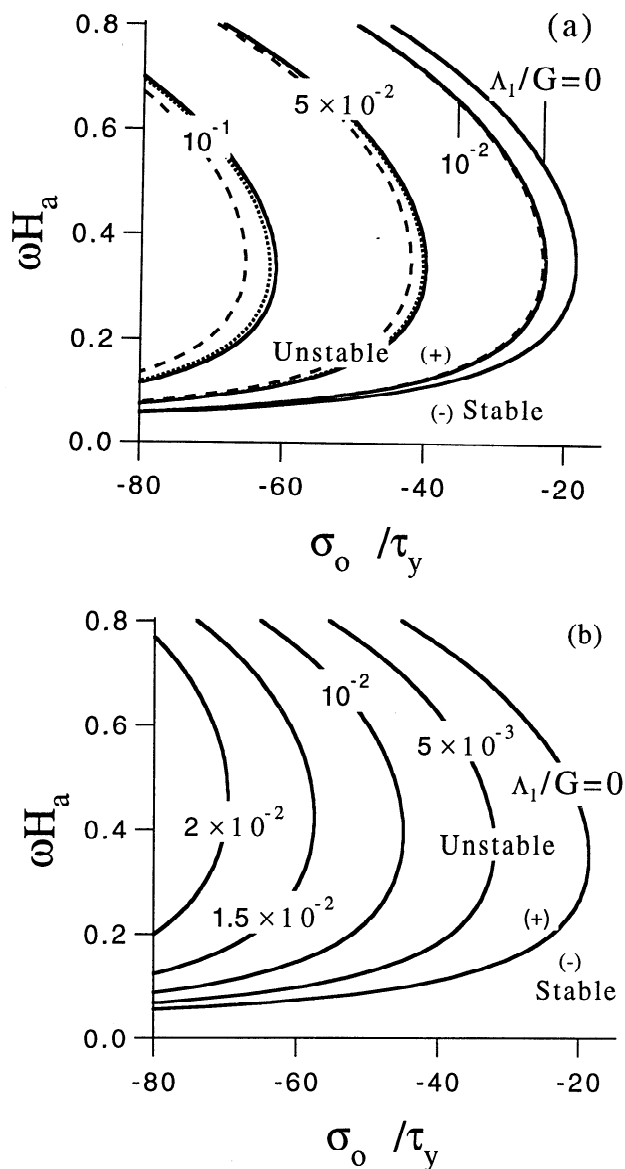 0.8
(a)
Λ₁/G=0
5 × 10⁻²
10⁻¹
10⁻²
0.6
ωHₐ
0.4
0.2
Unstable
(+)
(-) Stable
0.0
-80
-60
-40
-20
σₒ /τᵧ
0.8
(b)
10⁻²
0.6
5 × 10⁻³
Λ₁/G=0
ωHₐ
0.4
2 × 10⁻²
Unstable
1.5 × 10⁻²
0.2
(+)
(-)
Stable
0.0
-80
-60
-40
-20
σₒ /τᵧ